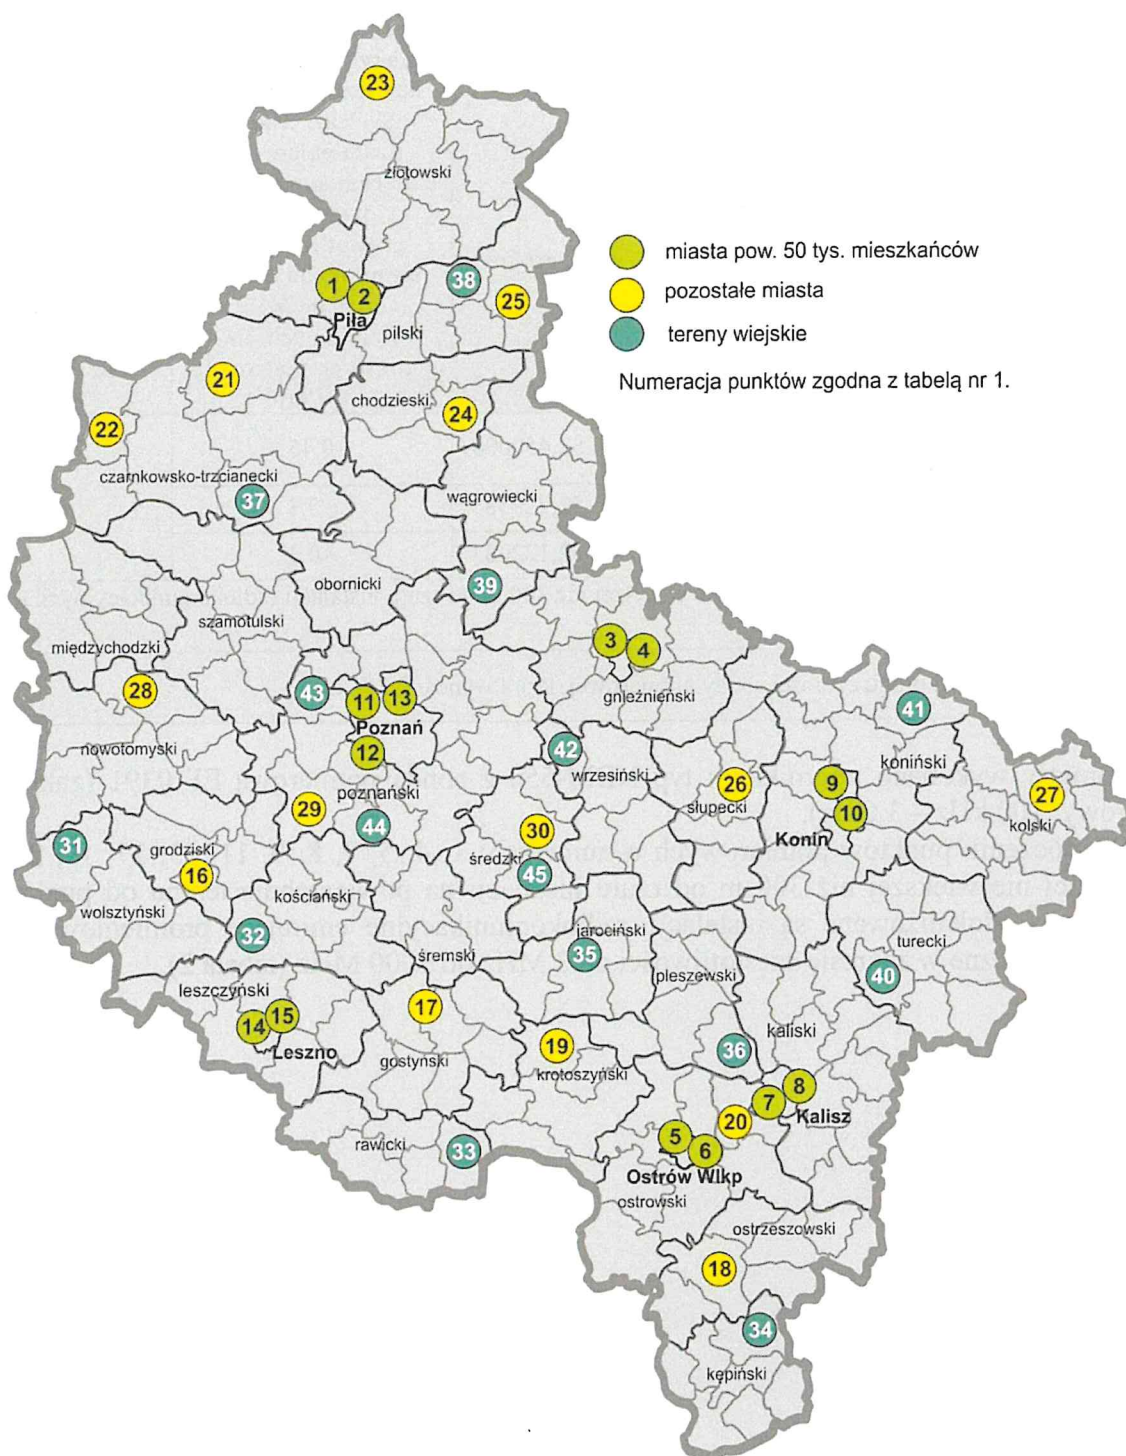 23
złotowski
miasta pow. 50 tys. mieszkańców
38
1
pozostałe miasta
2
25
Piła
pilski
tereny wiejskie
21
Numeracja punktów zgodna z tabelą nr 1.
chodzieski
24
22
czarnkowsko-trzcianecki
37
wągrowiecki
obornicki
39
szamotulski
3
4
międzychodzki
28
43
11
13
gnieźnieński
41
Poznań
nowotomyski
12
42
wrzesiński
koniński
9
26
27
poznański
29
44
30
słupecki
10
kolski
Konin
31
grodziski
średzki
16
45
wolsztyński
kościański
32
śremski
jarociński
35
turecki
pleszewski
40
leszczyński
17
14
15
kaliski
Leszno
19
36
gostyński
krotoszyński
8
7
Kalisz
20
rawicki
33
5
6
Ostrów Wlkp
ostrowski
ostrzeszowski
18
34
kępiński